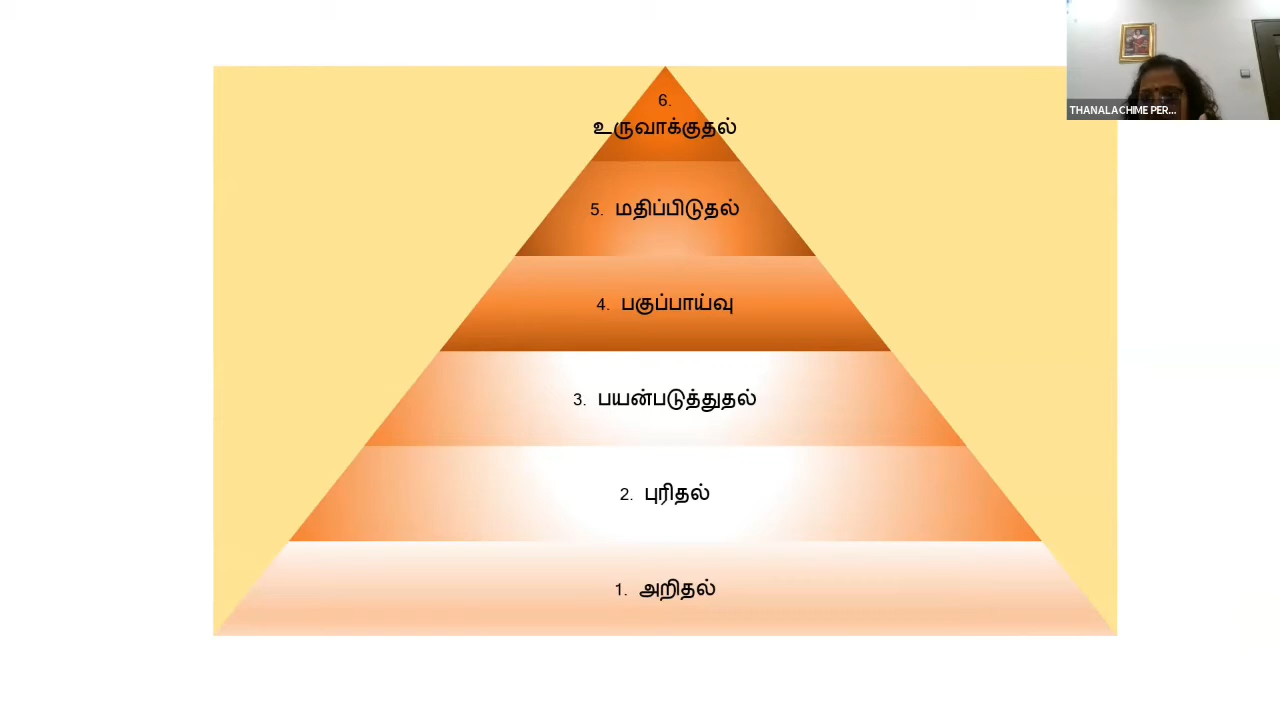 THANALACHIME PER...
6.
உருவாக்குதல்
5. மதிப்பிடுதல்
4. பகுப்பாய்வு
3. பயன்படுத்துதல்
2. புரிதல்
1. அறிதல்